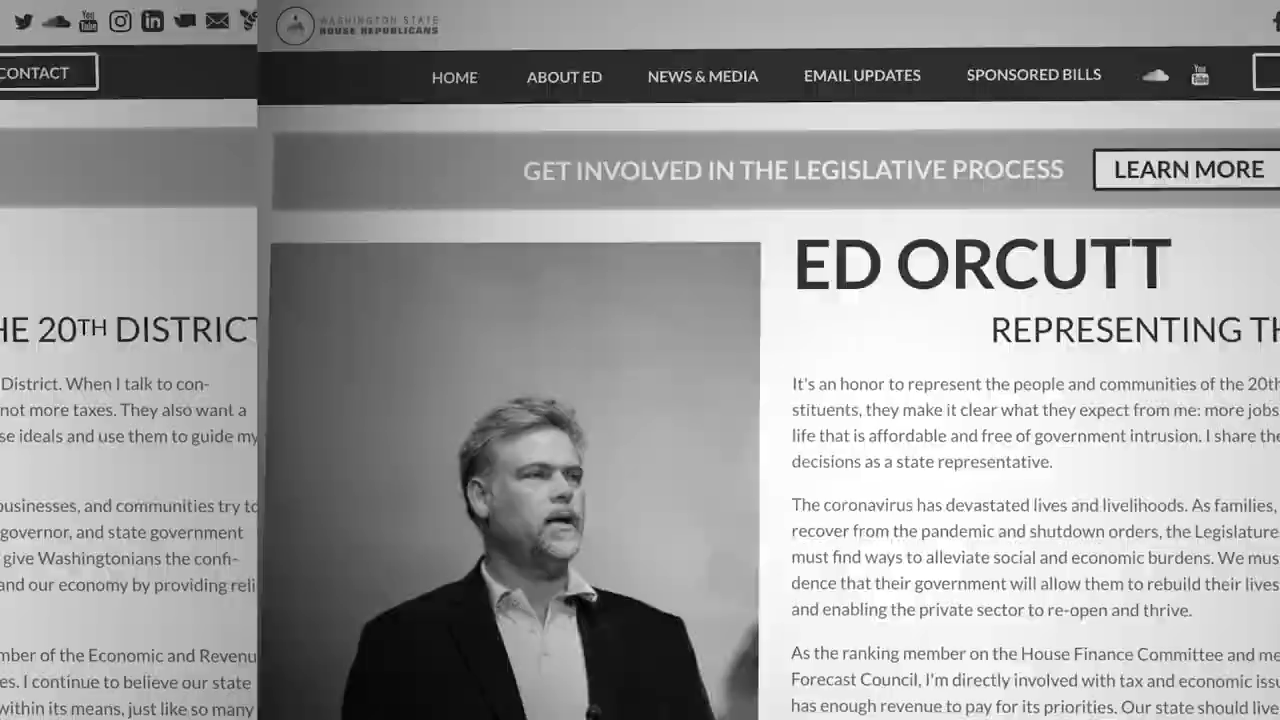 WASHINGTON STATE
HOUSE REPUBLICANS
You
Tube
in
CONTACT
HOME
ABOUT ED
NEWS & MEDIA
EMAIL UPDATES
SPONSORED BILLS
You
Tube
GET INVOLVED IN THE LEGISLATIVE PROCESS
LEARN MORE
HE 20TH DISTRICT
District. When I talk to con-
not more taxes. They also want a
se ideals and use them to guide my
businesses, and communities try to
governor, and state government
give Washingtonians the confi-
and our economy by providing reli
mber of the Economic and Revenu
es. I continue to believe our state
within its means, just like so many
ED ORCUTT
REPRESENTING TH
It's an honor to represent the people and communities of the 20th
stituents, they make it clear what they expect from me: more jobs
life that is affordable and free of government intrusion. I share the
decisions as a state representative.
The coronavirus has devastated lives and livelihoods. As families,
recover from the pandemic and shutdown orders, the Legislature
must find ways to alleviate social and economic burdens. We mus
dence that their government will allow them to rebuild their lives
and enabling the private sector to re-open and thrive.
As the ranking member on the House Finance Committee and me
Forecast Council, I'm directly involved with tax and economic issu
has enough revenue to pay for its priorities. Our state should live